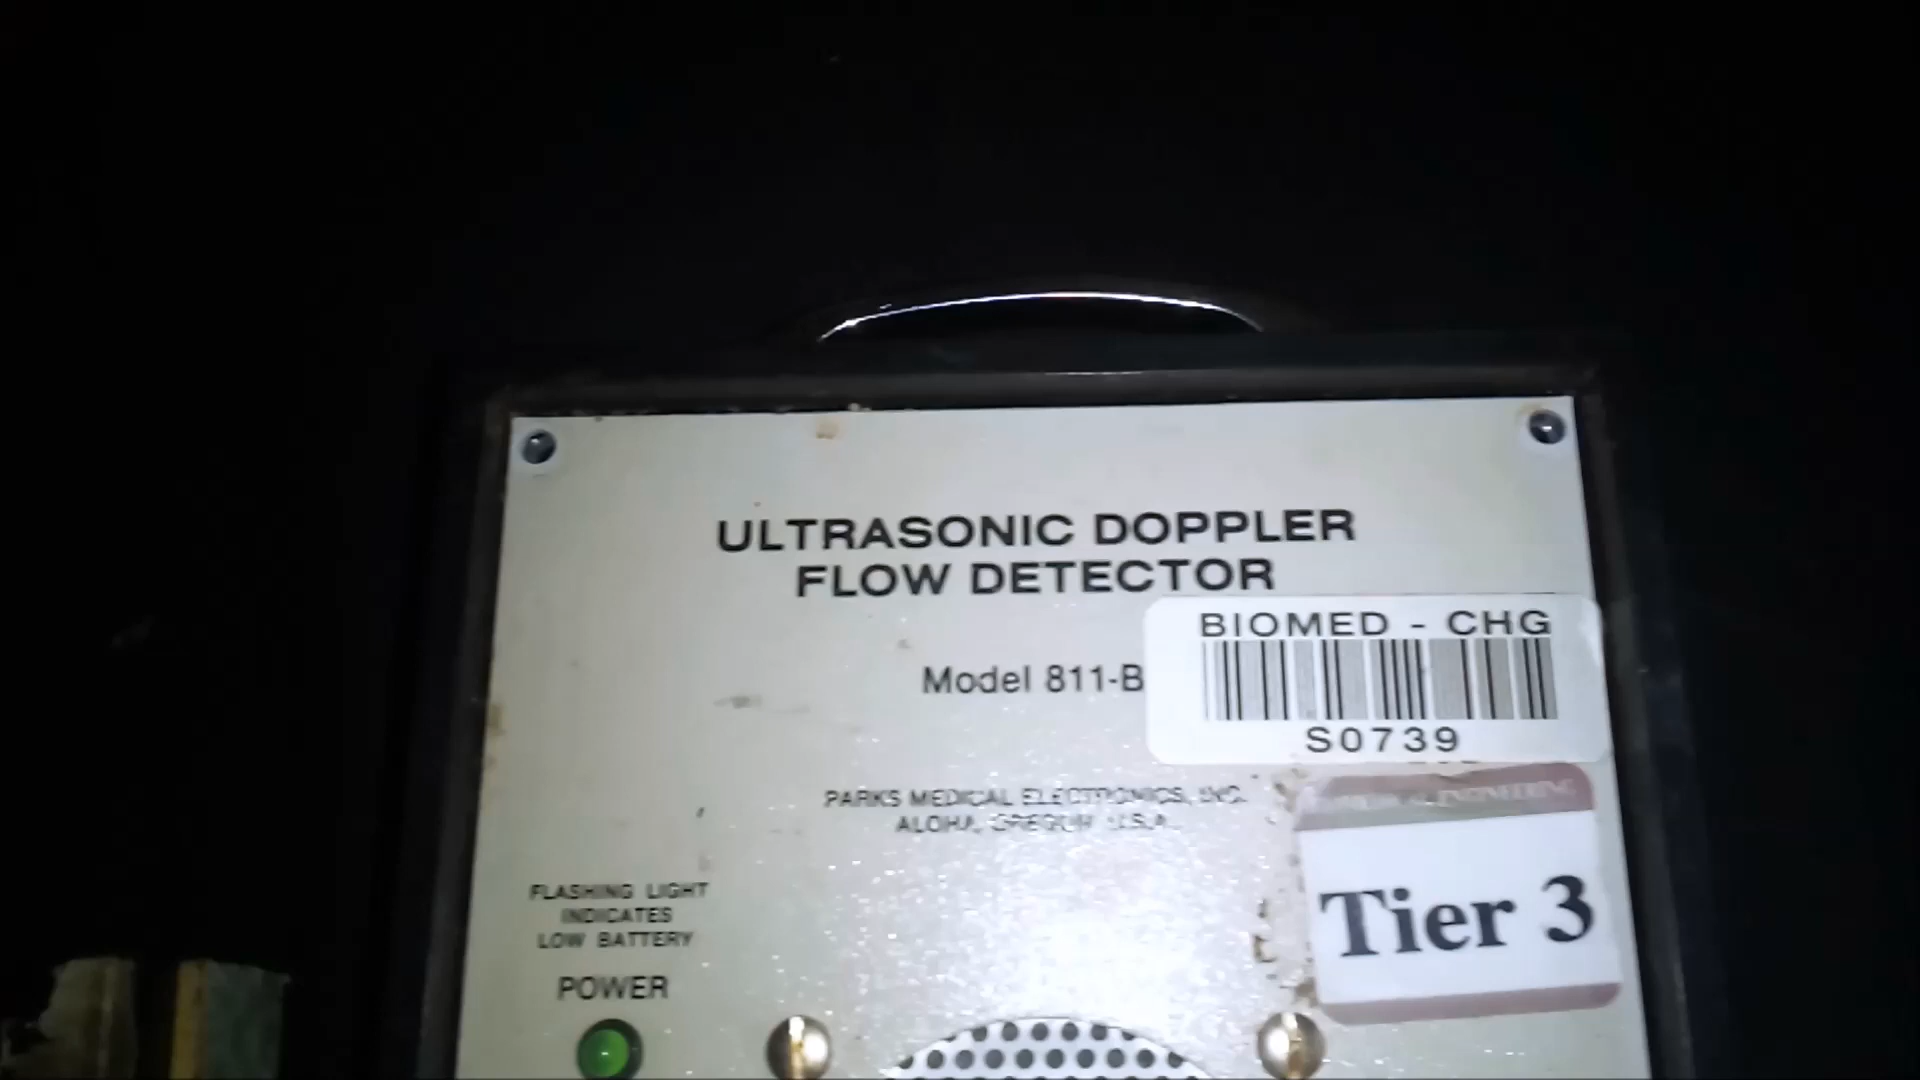 ULTRASONIC DOPPLER
FLOW DETECTOR
BIOMED - CHG
Model 811-B
S0739
PARKS MEDICAL ELECTRONICS, INC.
ALOHA, OREGON U.S.A.
ENGINEERING
Tier 3
FLASHING LIGHT
INDICATES
LOW BATTERY
POWER